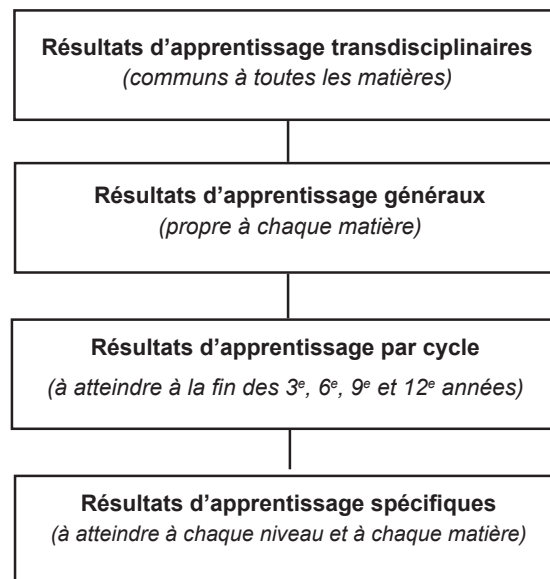 Résultats d’apprentissage transdisciplinaires
(communs à toutes les matières)
Résultats d’apprentissage généraux
(propre à chaque matière)
Résultats d’apprentissage par cycle
(à atteindre à la fin des 3e, 6e, 9e et 12e années)
Résultats d’apprentissage spécifiques
(à atteindre à chaque niveau et à chaque matière)